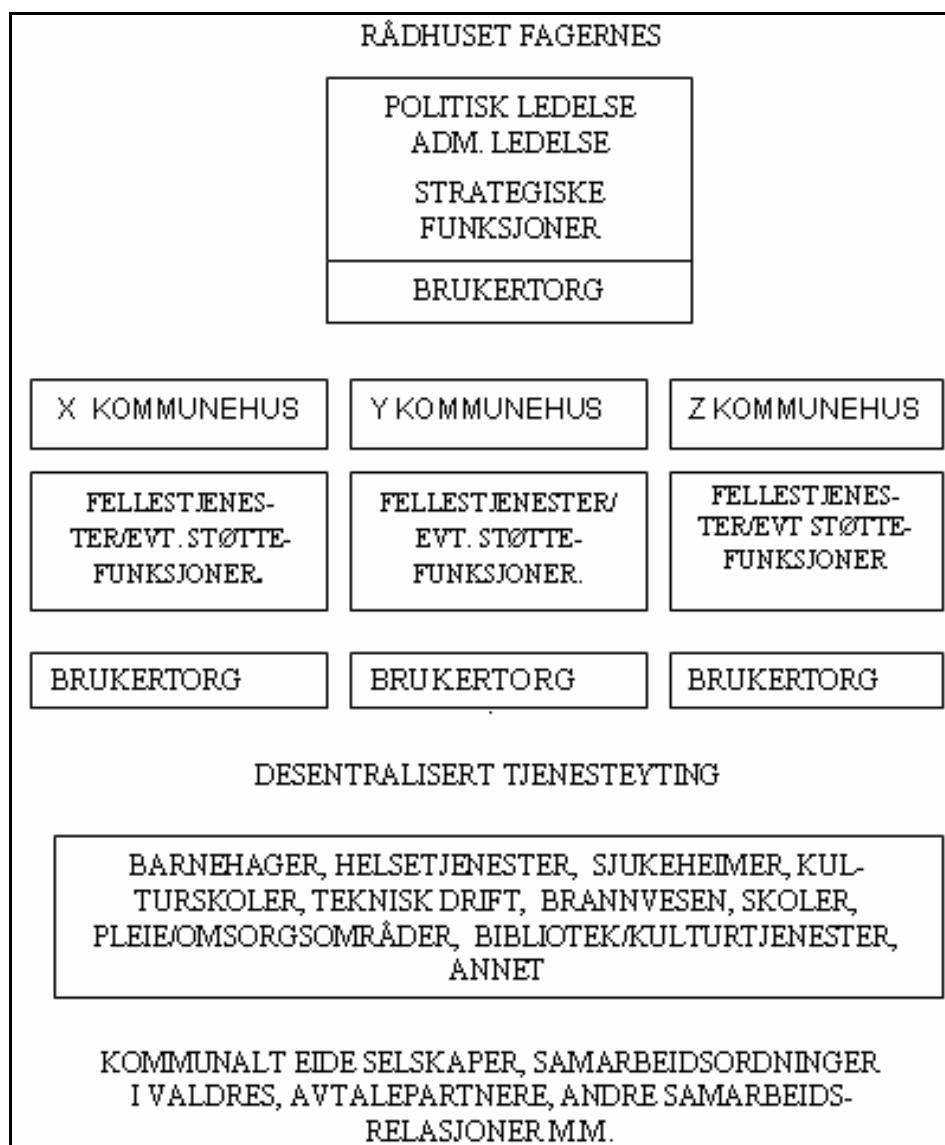 RÅDHUSET FAGERNES
POLITISK LEDELSE
ADM. LEDELSE
STRATEGISKE
FUNKSJONER
BRUKERTORG
X KOMMUNEHUS
Y KOMMUNEHUS
Z KOMMUNEHUS
FELLESTJENES-
TER/EVT. STØTTE-
FUNKSJONER.
FELLESTJENESTER/
EVT. STØTTE-
FUNKSJONER.
FELLESTJENES-
TER/EVT STØTTE-
FUNKSJONER
BRUKERTORG
BRUKERTORG
BRUKERTORG
DESENTRALISERT TJENESTEYTING
BARNEHAGER, HELSETJENESTER, SJUKEHEIMER, KUL-
TURSKOLER, TEKNISK DRIFT, BRANNVESEN, SKOLER,
PLEIE/OMSORGSOMRÅDER, BIBLIOTEK/KULTURTJENESTER,
ANNET
KOMMUNALT EIDE SELSKAPER, SAMARBEIDSORDNINGER
I VALDRES, AVTALEPARTNERE, ANDRE SAMARBEIDS-
RELASJONER M.M.